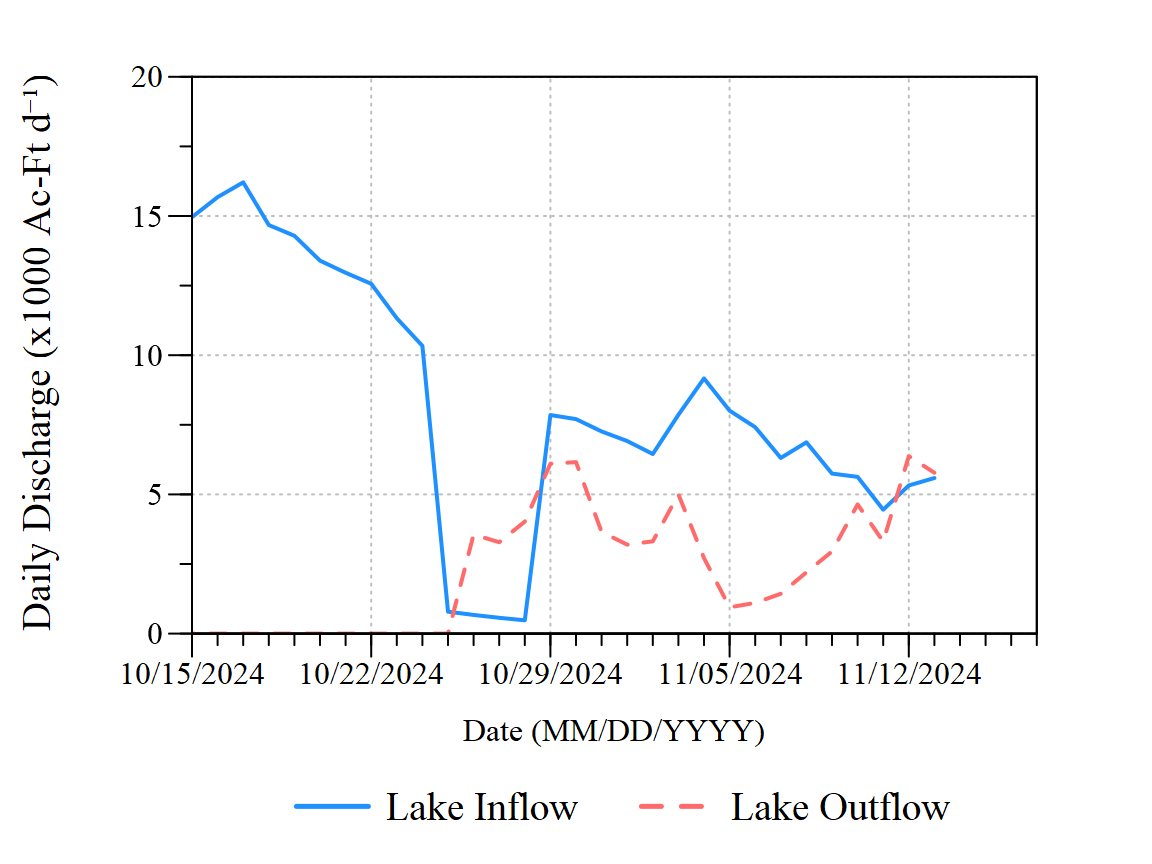 Daily Discharge (x1000 Ac-Ft d⁻¹)
20
15
10
5
0
10/15/2024 10/22/2024 10/29/2024 11/05/2024 11/12/2024
Date (MM/DD/YYYY)
Lake Inflow Lake Outflow